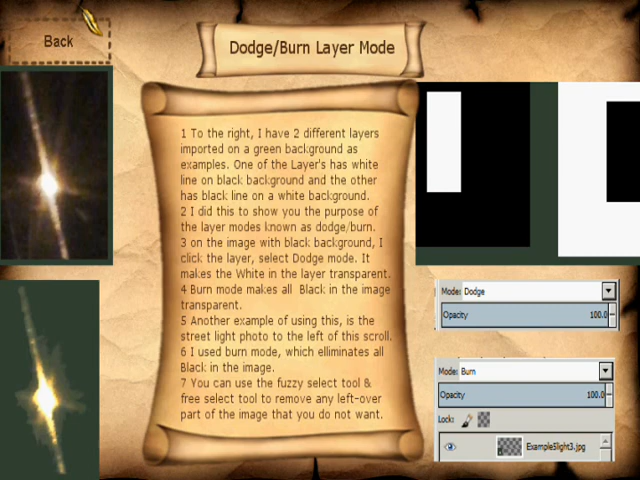 Back
Dodge/Burn Layer Mode
1 To the right, I have 2 different layers
imported on a green background as
examples. One of the Layer's has white
line on black background and the other
has black line on a white background.
2 I did this to show you the purpose of
the layer modes known as dodge/burn.
3 on the image with black background, I
click the layer, select Dodge mode. It
makes the White in the layer transparent.
4 Burn mode makes all Black in the image
transparent.
5 Another example of using this, is the
street light photo to the left of this scroll.
6 I used burn mode, which elliminates all
Black in the image.
7 You can use the fuzzy select tool &
free select tool to remove any left-over
part of the image that you do not want.
Mode: Dodge
Opacity 100.0
Mode: Burn
Opacity 100.0
Lock:
ExampleSlight3.jpg